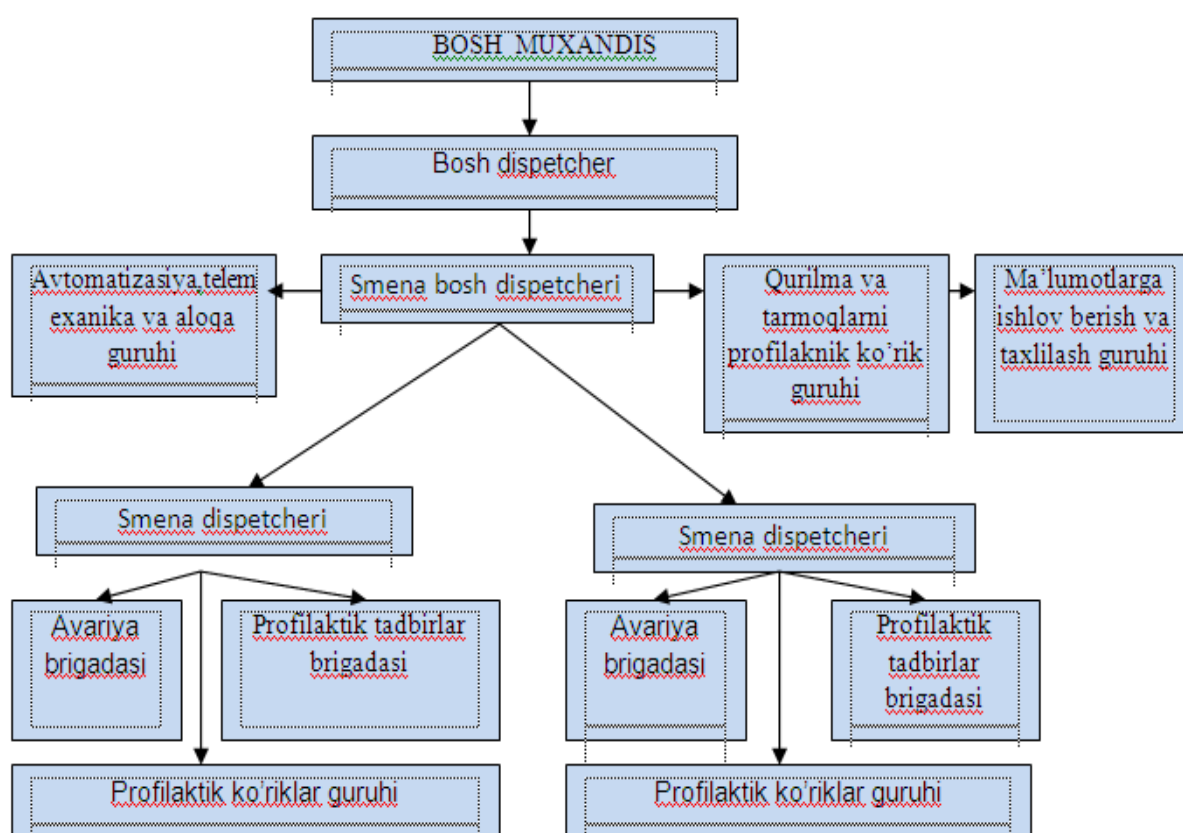 BOSH MUXANDIS
Bosh dispetcher
Avtomatizasiya,telem
exanika va aloqa
guruhi
Smena bosh dispetcheri
Qurilma va
tarmoqlarni
profilaknik ko’rik
guruhi
Ma’lumotlarga
ishlov berish va
taxlilash guruhi
Smena dispetcheri
Smena dispetcheri
Avariya
brigadasi
Profilaktik tadbirlar
brigadasi
Avariya
brigadasi
Profilaktik
tadbirlar
brigadasi
Profilaktik ko’riklar guruhi
Profilaktik ko’riklar guruhi